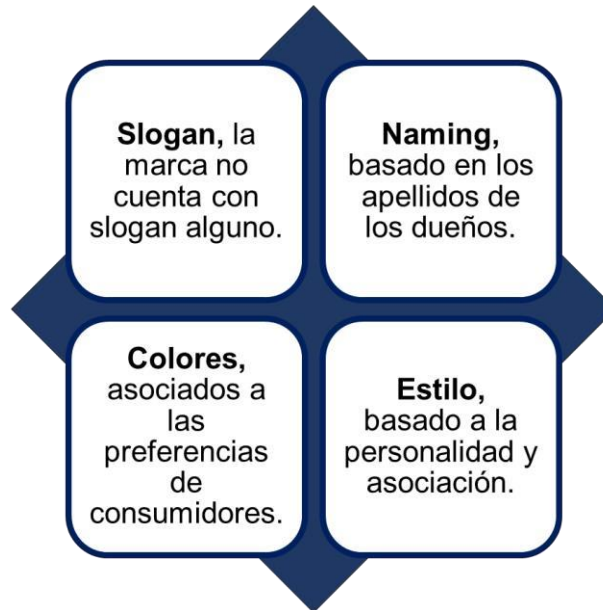 Slogan, la
marca no
cuenta con
slogan alguno.
Naming,
basado en los
apellidos de
los dueños.
Colores,
asociados a
las
preferencias
de
consumidores.
Estilo,
basado a la
personalidad y
asociación.